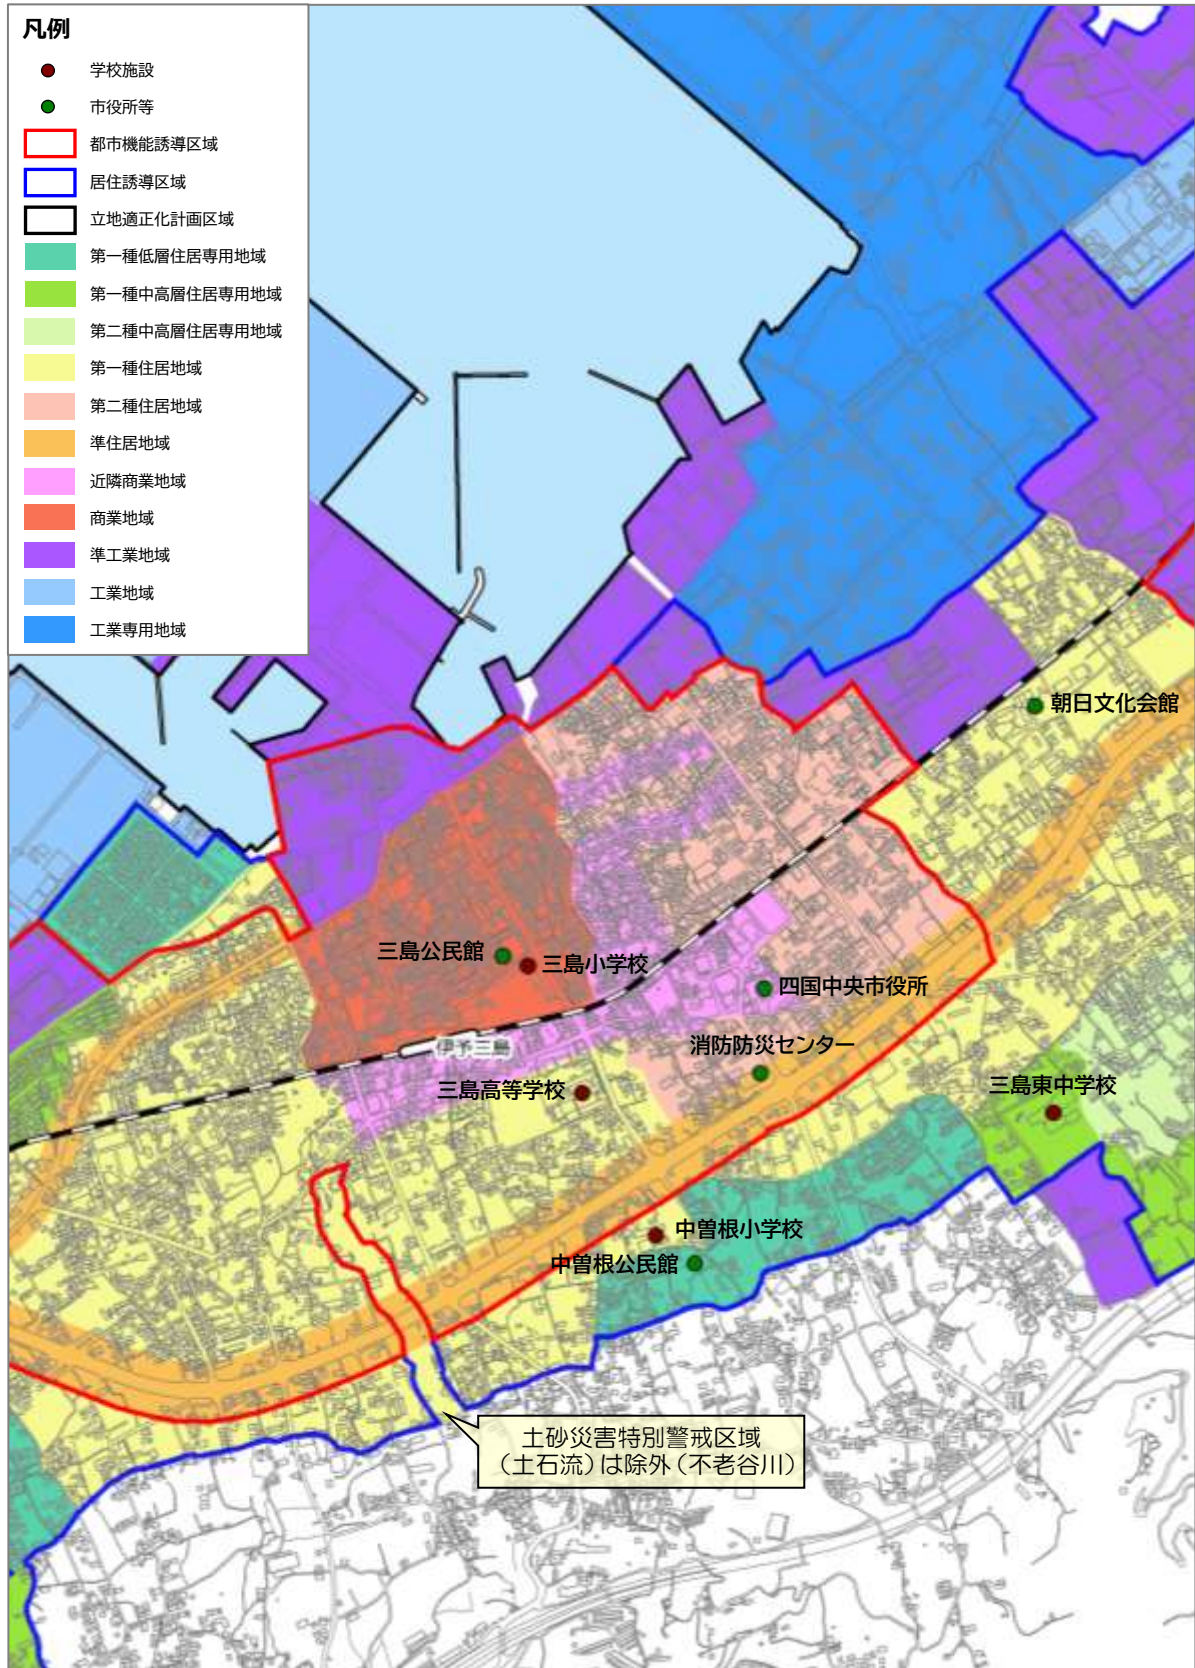 凡例
学校施設
市役所等
都市機能誘導区域
居住誘導区域
立地適正化計画区域
第一種低層住居専用地域
第一種中高層住居専用地域
第二種中高層住居専用地域
第一種住居地域
第二種住居地域
準住居地域
近隣商業地域
商業地域
準工業地域
工業地域
工業専用地域
朝日文化会館
三島公民館
三島小学校
四国中央市役所
消防防災センター
伊予三島
三島高等学校
三島東中学校
中曽根小学校
中曽根公民館
土砂災害特別警戒区域
（土石流）は除外（不老谷川）